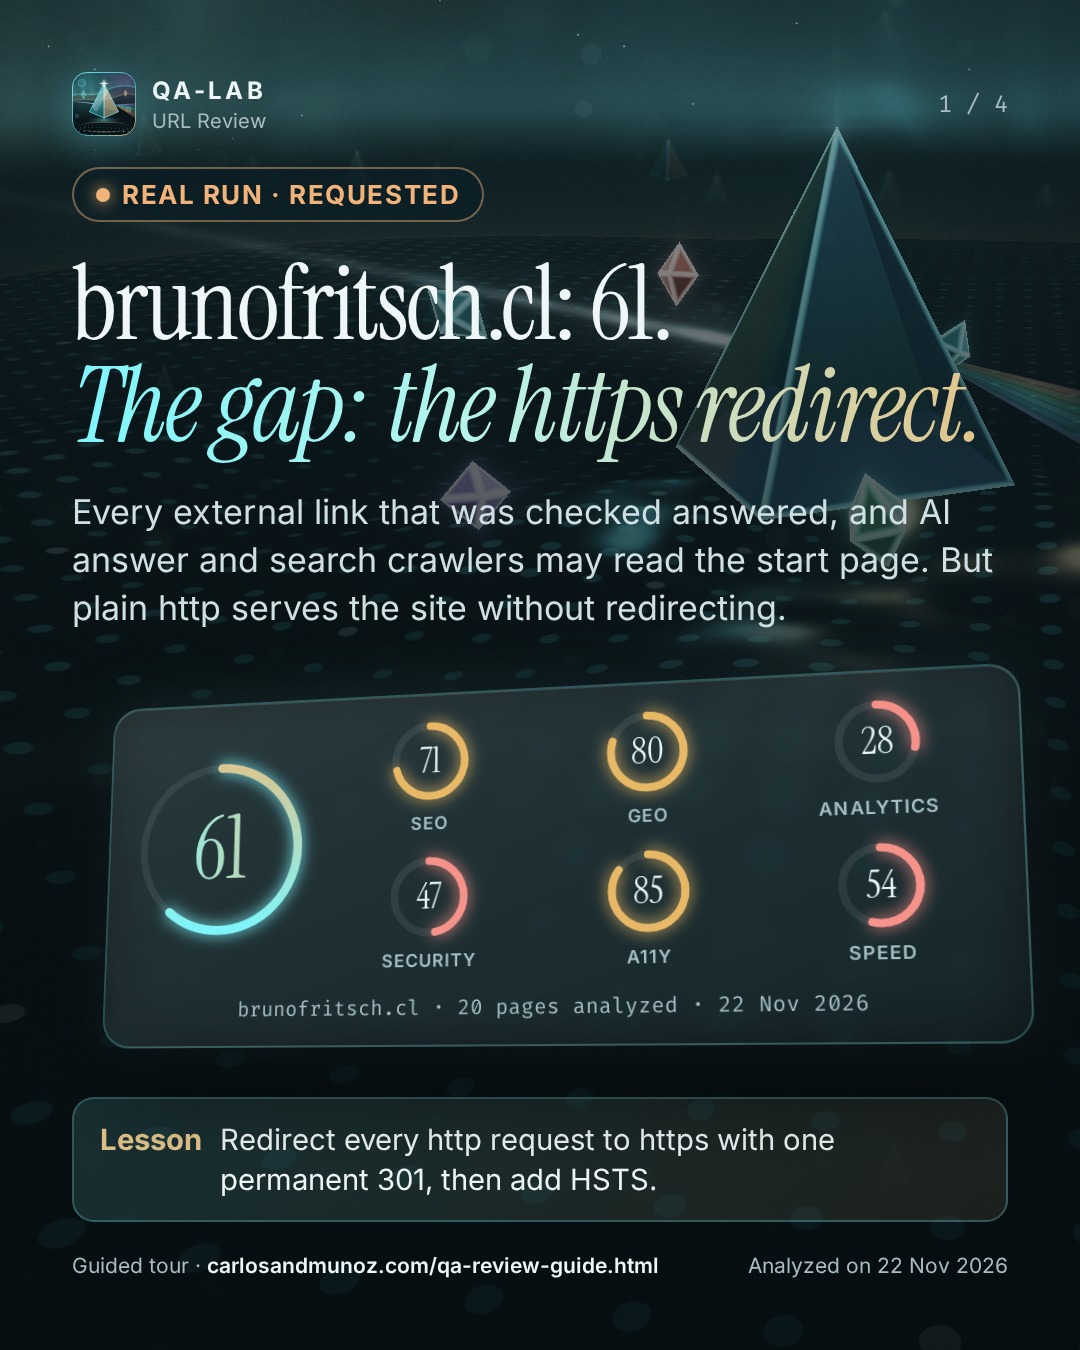 QA-LAB
URL Review
1 / 4
REAL RUN · REQUESTED
brunofritsch.cl: 61.
The gap: the https redirect.
Every external link that was checked answered, and AI
answer and search crawlers may read the start page. But
plain http serves the site without redirecting.
61
71
SEO
80
GEO
28
ANALYTICS
47
SECURITY
85
A11Y
54
SPEED
brunofritsch.cl · 20 pages analyzed · 22 Nov 2026
Lesson Redirect every http request to https with one
permanent 301, then add HSTS.
Guided tour · carlosandmunoz.com/qa-review-guide.html
Analyzed on 22 Nov 2026